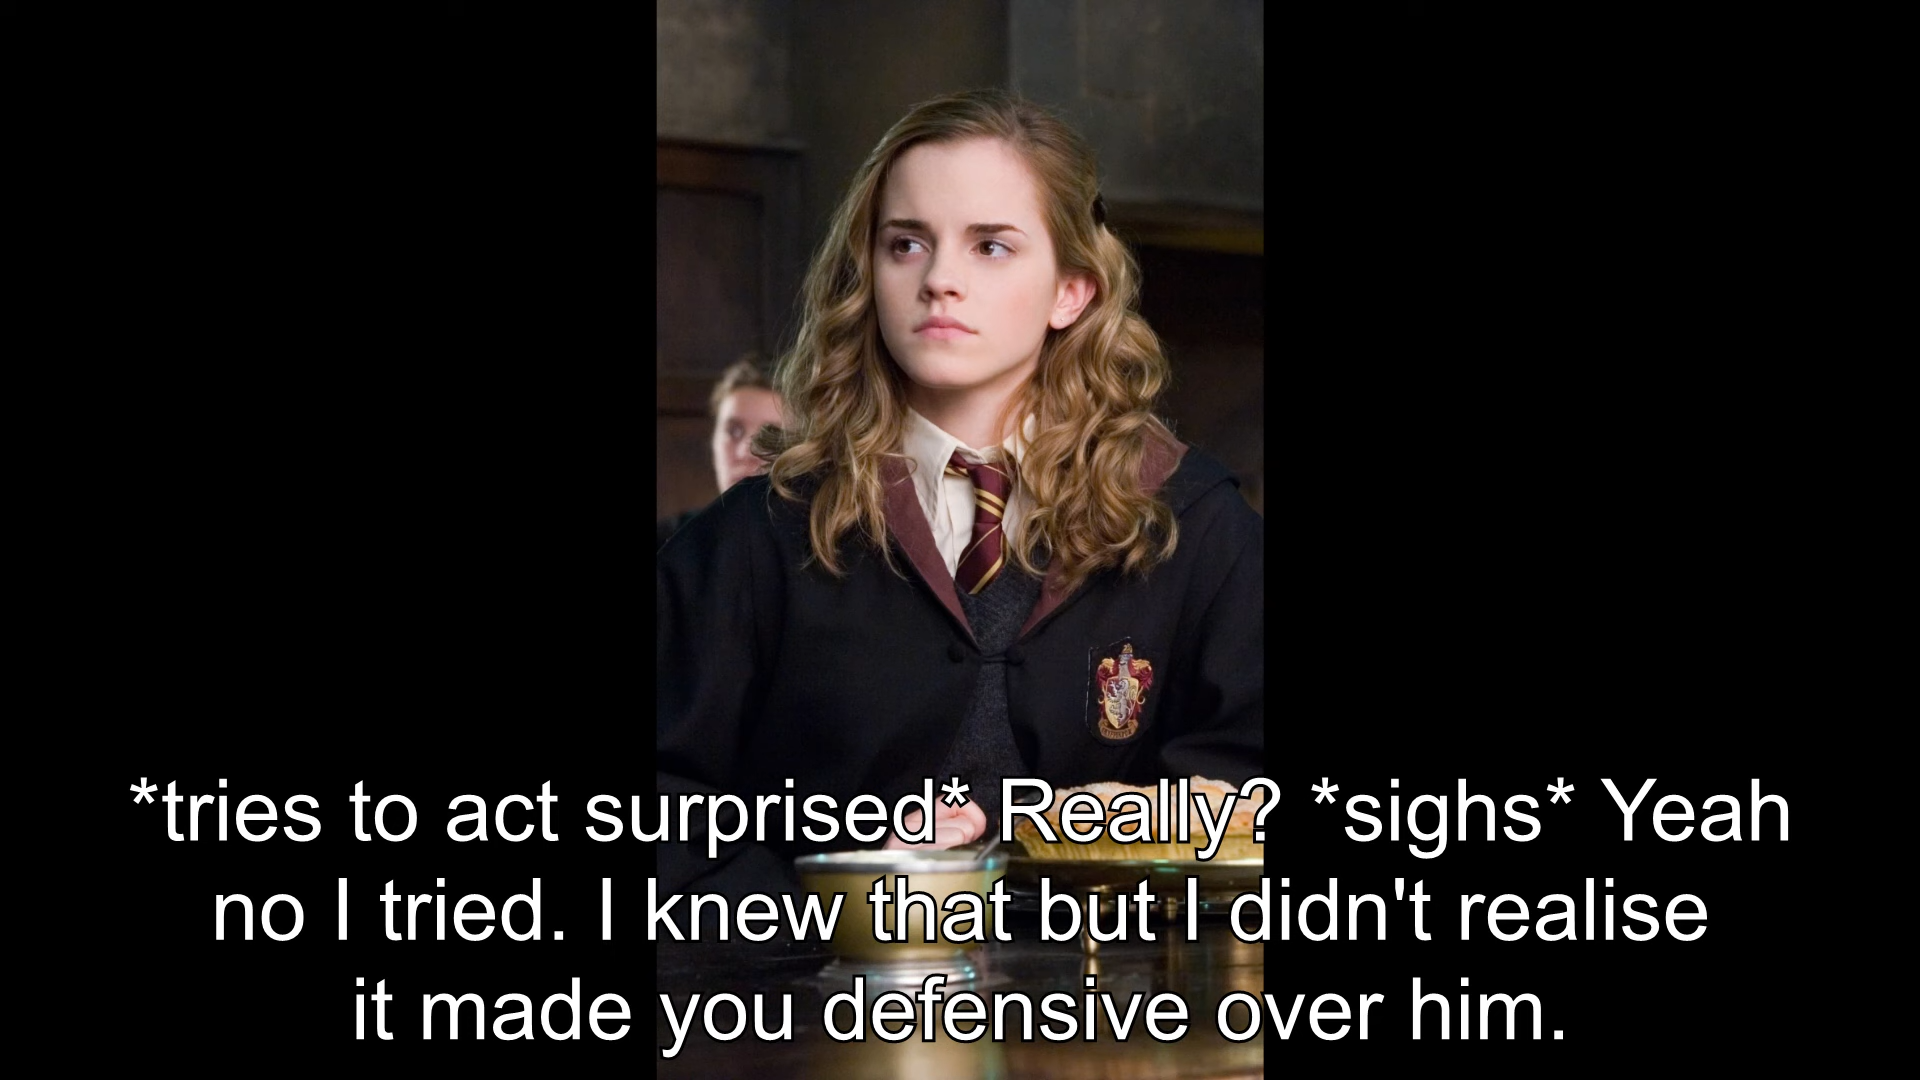 *tries to act surprised* Really? *sighs* Yeah
no I tried. I knew that but I didn't realise
it made you defensive over him.